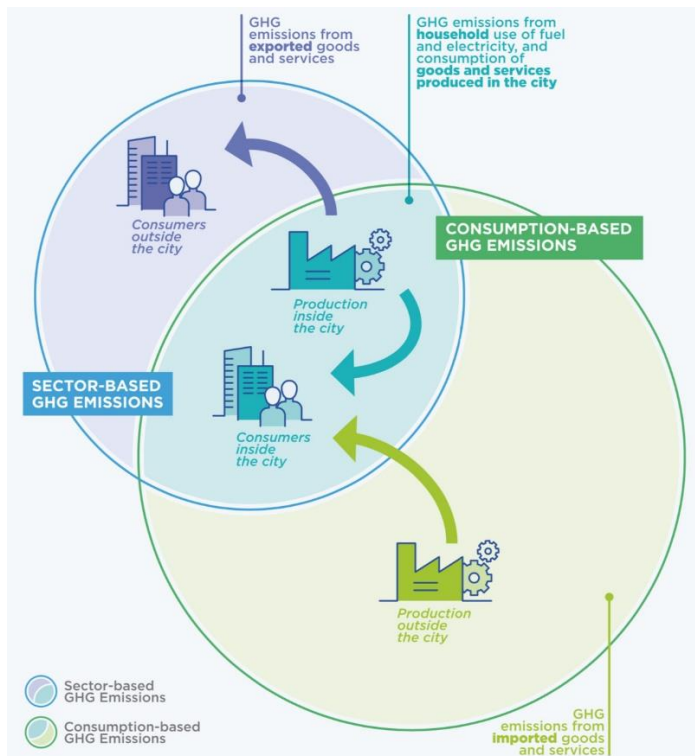 GHG
emissions from
exported goods
and services
GHG emissions from
household use of fuel
and electricity, and
consumption of
goods and services
produced in the city
Consumers
outside
the city
CONSUMPTION-BASED
GHG EMISSIONS
Production
inside
the city
SECTOR-BASED
GHG EMISSIONS
Consumers
inside
the city
Production
outside
the city
Sector-based
GHG Emissions
Consumption-based
GHG Emissions
GHG
emissions from
imported goods
and services